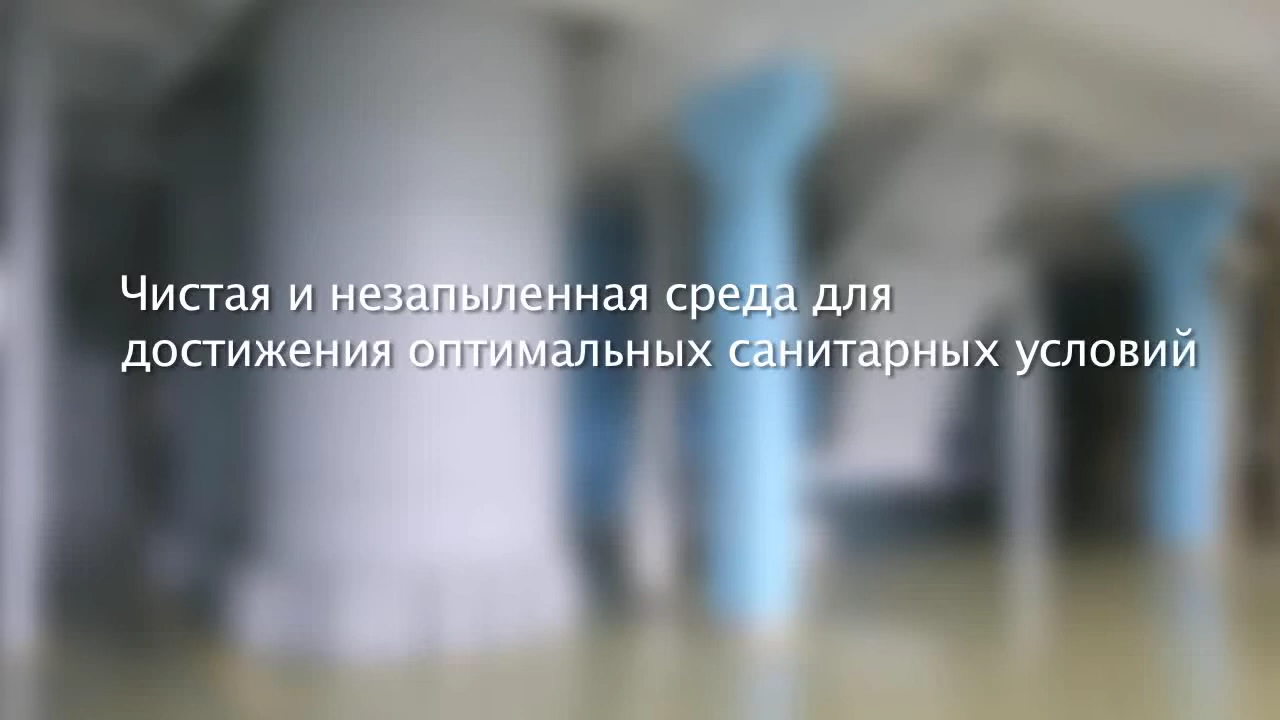 Чистая и незапыленная среда для
достижения оптимальных санитарных условий